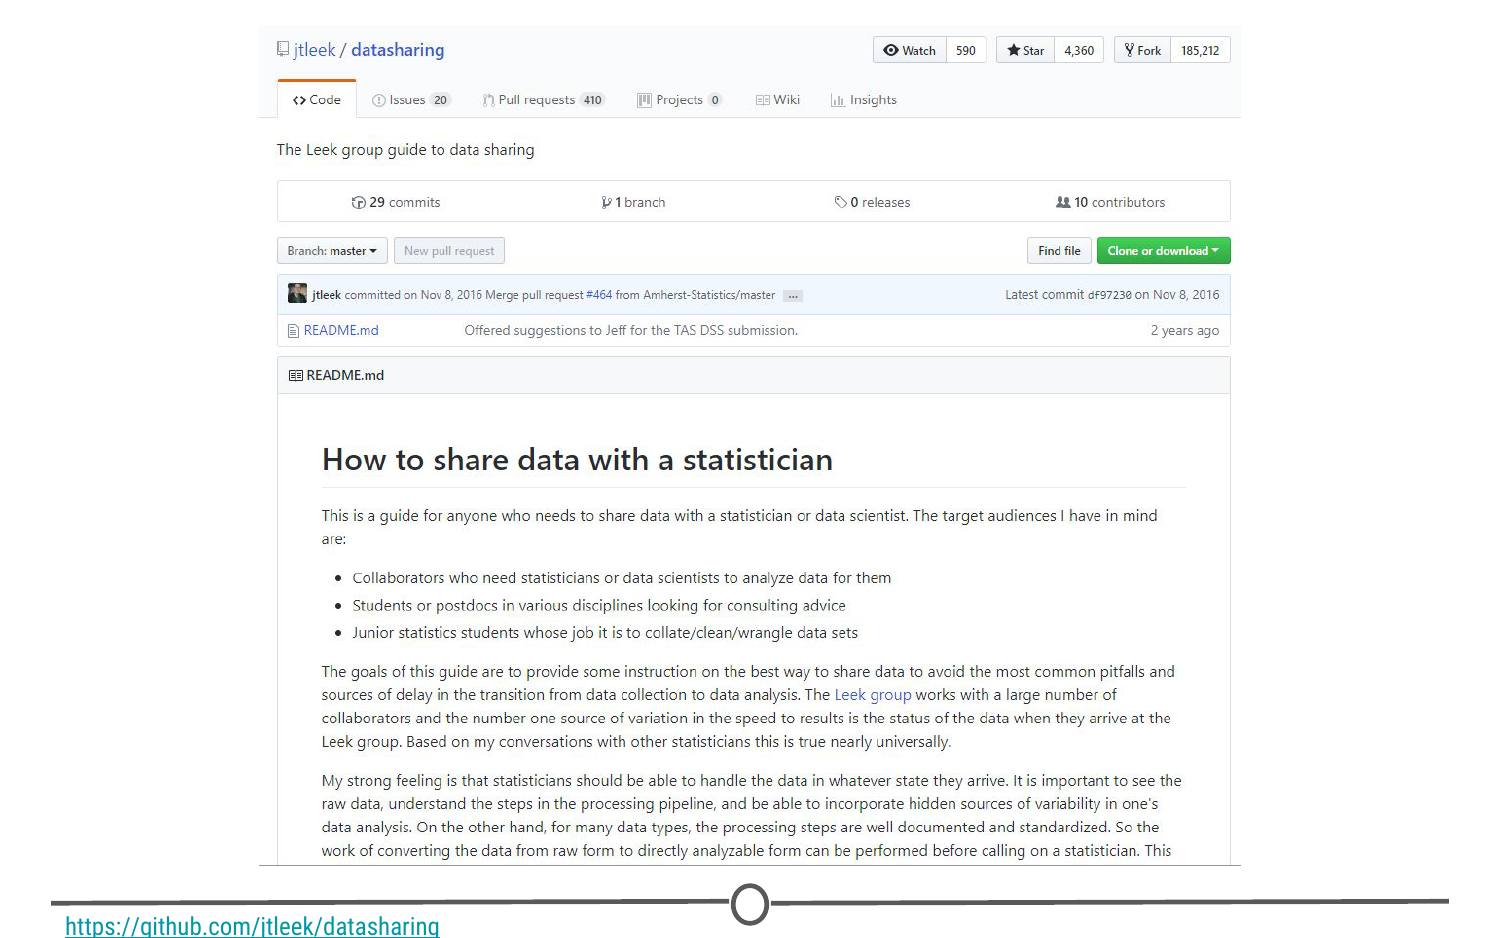 jtleek / datasharing
Watch 590 Star 4,360 Fork 185,212
Code Issues 20 Pull requests 410 Projects 0 Wiki Insights
The Leek group guide to data sharing
29 commits 1 branch 0 releases 10 contributors
Branch: master New pull request Find file Clone or download
jtleek committed on Nov 8, 2016 Merge pull request #464 from Amherst-Statistics/master ... Latest commit df97230 on Nov 8, 2016
README.md Offered suggestions to Jeff for the TAS DSS submission. 2 years ago
README.md
How to share data with a statistician
This is a guide for anyone who needs to share data with a statistician or data scientist. The target audiences I have in mind
are:
• Collaborators who need statisticians or data scientists to analyze data for them
• Students or postdocs in various disciplines looking for consulting advice
• Junior statistics students whose job it is to collate/clean/wrangle data sets
The goals of this guide are to provide some instruction on the best way to share data to avoid the most common pitfalls and
sources of delay in the transition from data collection to data analysis. The Leek group works with a large number of
collaborators and the number one source of variation in the speed to results is the status of the data when they arrive at the
Leek group. Based on my conversations with other statisticians this is true nearly universally.
My strong feeling is that statisticians should be able to handle the data in whatever state they arrive. It is important to see the
raw data, understand the steps in the processing pipeline, and be able to incorporate hidden sources of variability in one's
data analysis. On the other hand, for many data types, the processing steps are well documented and standardized. So the
work of converting the data from raw form to directly analyzable form can be performed before calling on a statistician. This
https://github.com/jtleek/datasharing